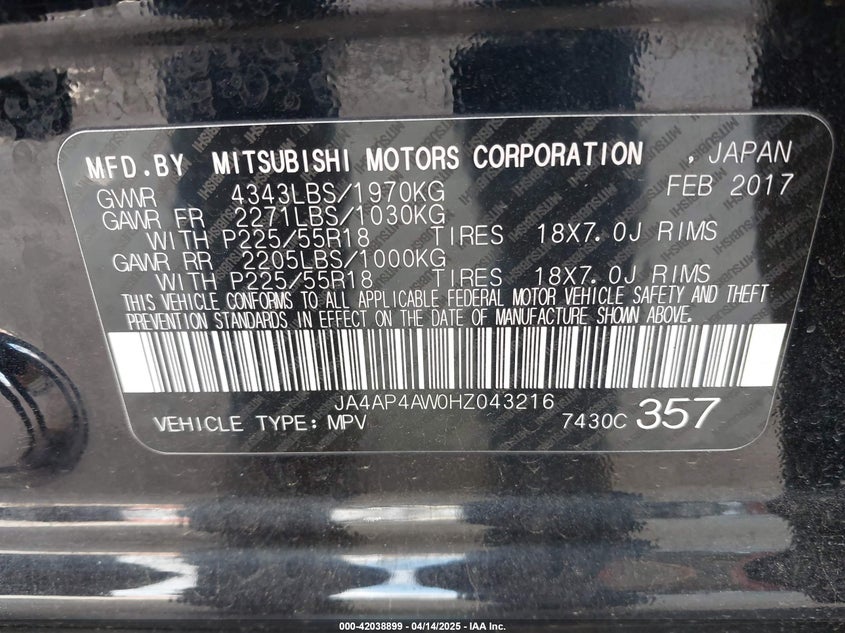 MFD.BY MITSUBISHI MOTORS CORPORATION , JAPAN
GVWR 4343LBS/1970KG FEB 2017
GAWR FR 2271LBS/1030KG
WITH P225/55R18 TIRES 18X7.0J RIMS
GAWR RR 2205LBS/1000KG
WITH P225/55R18 TIRES 18X7.0J RIMS
THIS VEHICLE CONFORMS TO ALL APPLICABLE FEDERAL MOTOR VEHICLE SAFETY AND THEFT
PREVENTION STANDARDS IN EFFECT ON THE DATE OF MANUFACTURE SHOWN ABOVE.
JA4AP4AW0HZ043216
VEHICLE TYPE: MPV 7430C 357
000-42038899 - 04/14/2025 - IAA Inc.